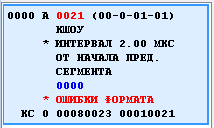 0000 А 0021 (00-0-01-01)
КШОУ
* ИНТЕРВАЛ 2.00 МКС
ОТ НАЧАЛА ПРЕД.
СЕГМЕНТА
0000
* ОШИБКИ ФОРМАТА
КС 0 00080023 00010021